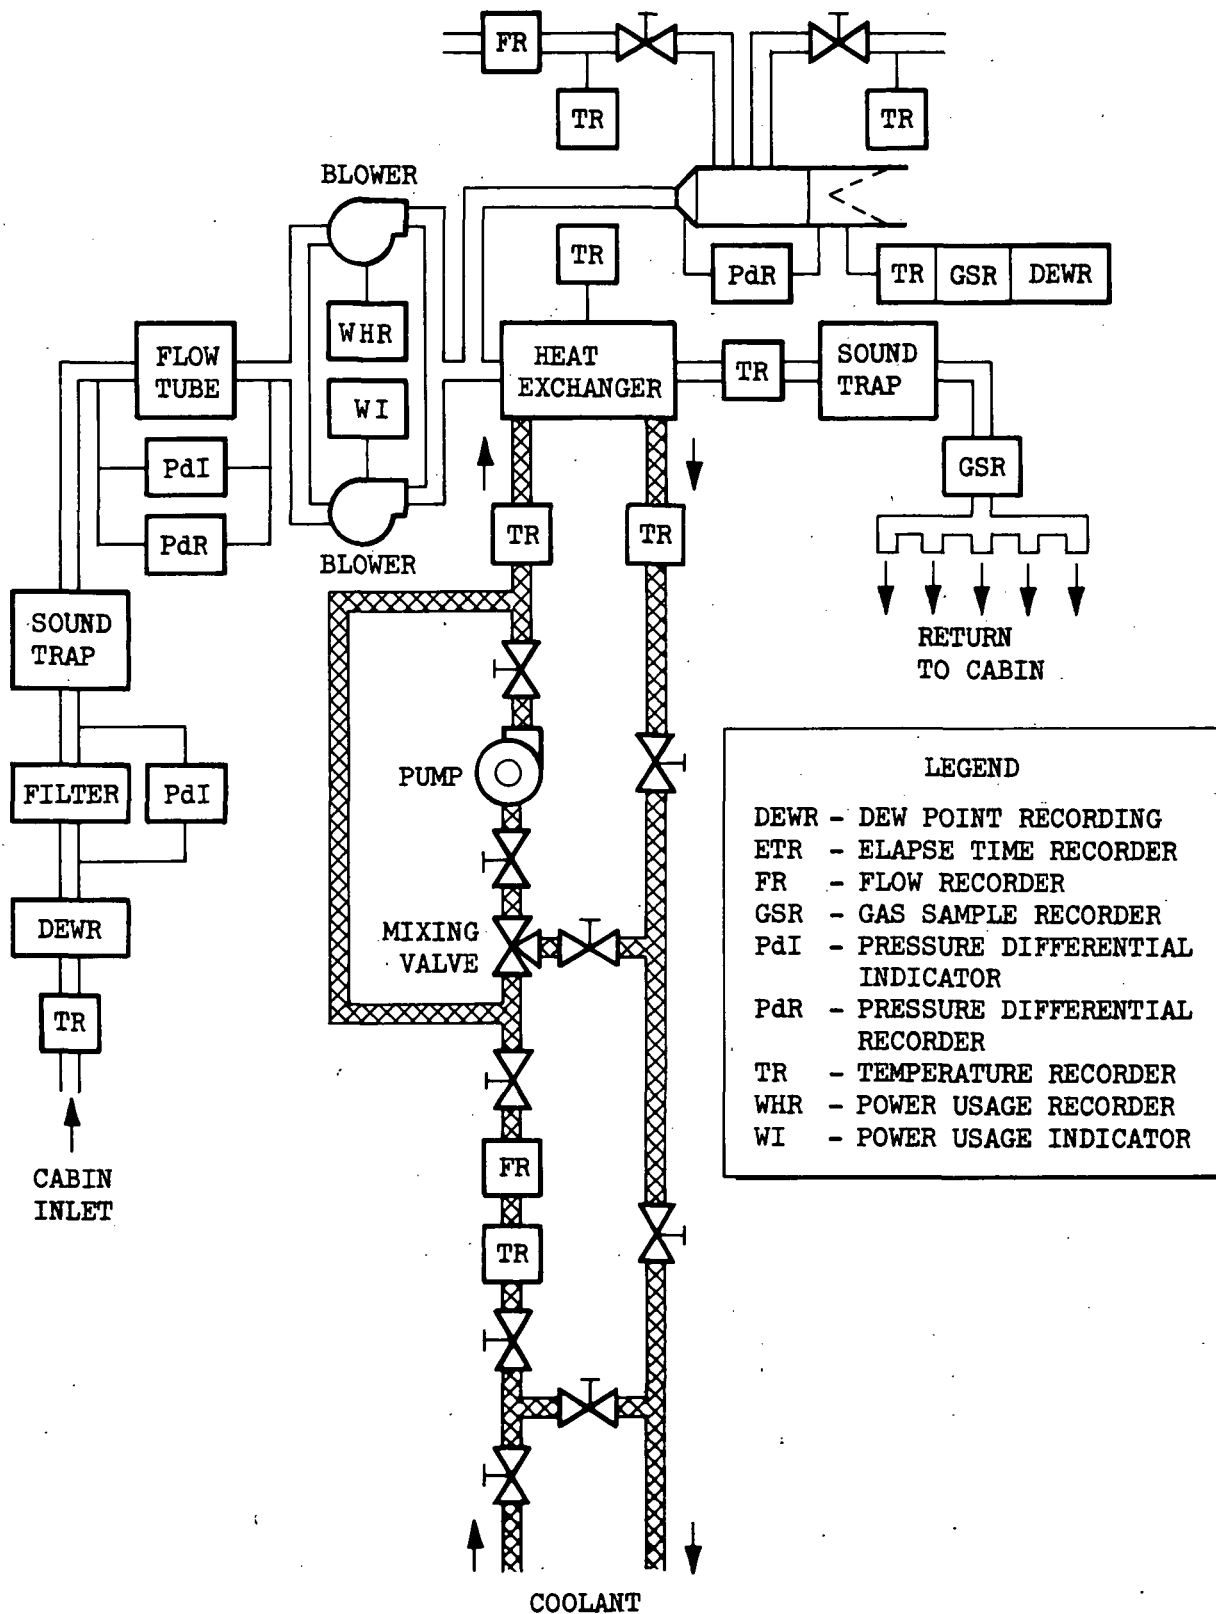 FR
TR
TR
BLOWER
TR
PdR
TR GSR DEWR
WHR
FLOW
TUBE
HEAT
EXCHANGER
TR
SOUND
TRAP
WI
PdI
GSR
PdR
TR
TR
BLOWER
SOUND
TRAP
RETURN
TO CABIN
PUMP
FILTER
PdI
DEWR
MIXING
VALVE
TR
CABIN
INLET
FR
TR
COOLANT
LEGEND
DEWR - DEW POINT RECORDING
ETR - ELAPSE TIME RECORDER
FR - FLOW RECORDER
GSR - GAS SAMPLE RECORDER
PdI - PRESSURE DIFFERENTIAL
INDICATOR
PdR - PRESSURE DIFFERENTIAL
RECORDER
TR - TEMPERATURE RECORDER
WHR - POWER USAGE RECORDER
WI - POWER USAGE INDICATOR